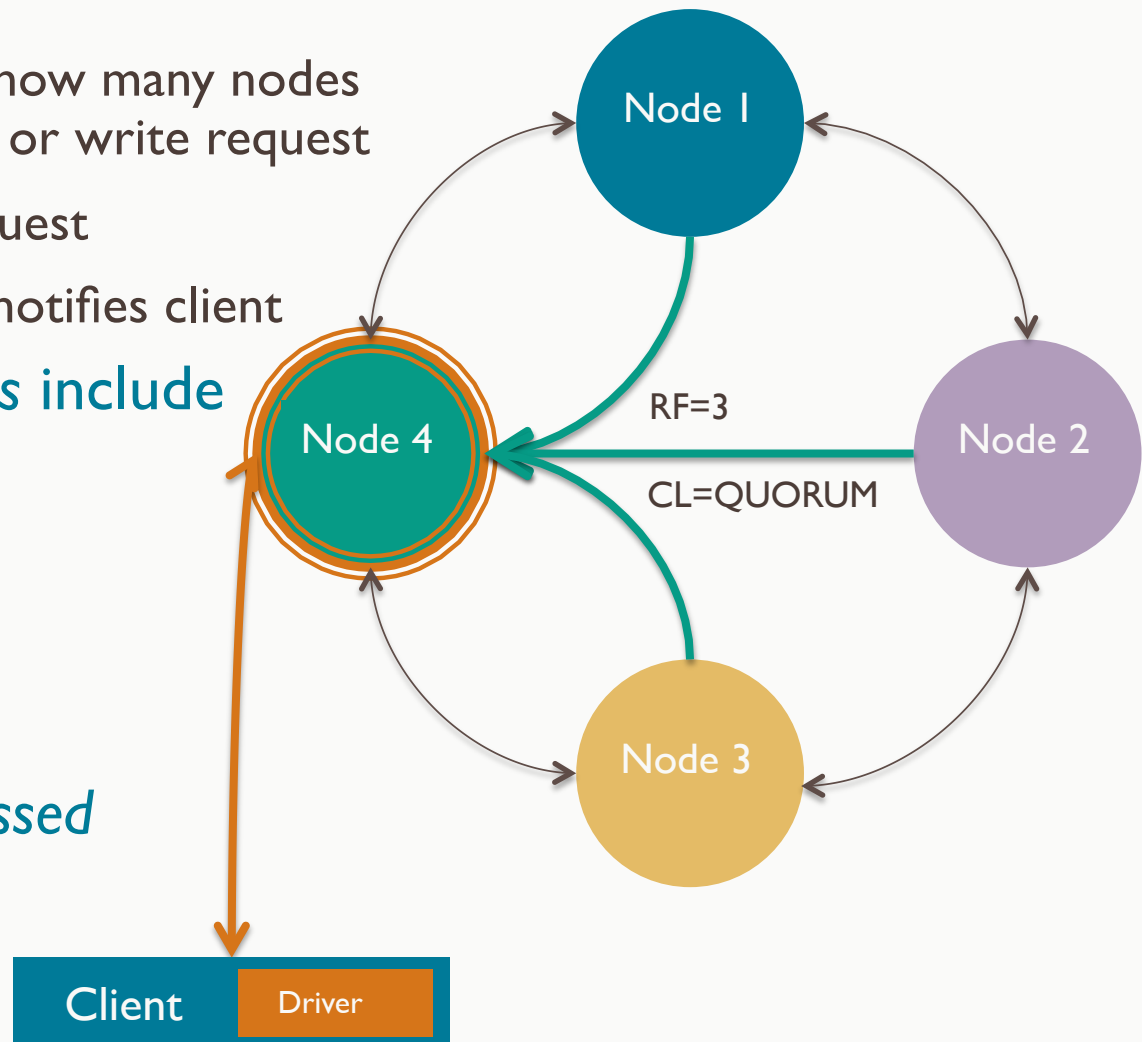 how many nodes
or write request
uest
notifies client
s include
ssed
Node 1
RF=3
Node 4
Node 2
CL=QUORUM
Node 3
Client
Driver